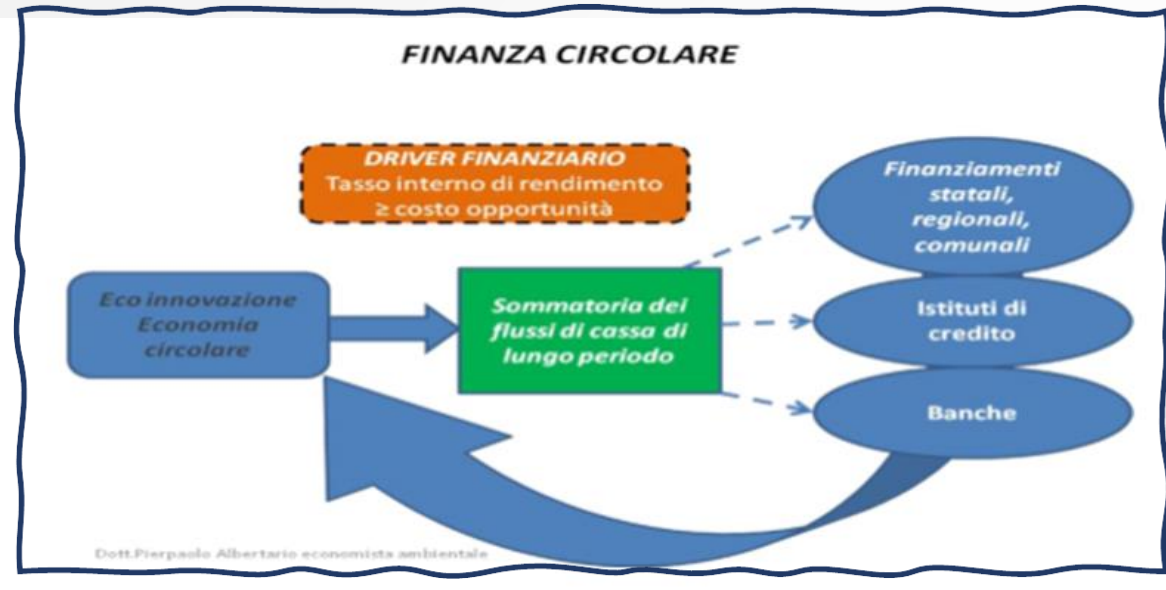 FINANZA CIRCOLARE
DRIVER FINANZIARIO
Tasso interno di rendimento
≥ costo opportunità
Eco innovazione
Economia
circolare
Sommatoria dei
flussi di cassa di
lungo periodo
Finanziamenti
statali,
regionali,
comunali
Istituti di
credito
Banche
Dott.Pierpaolo Albertario economista ambientale